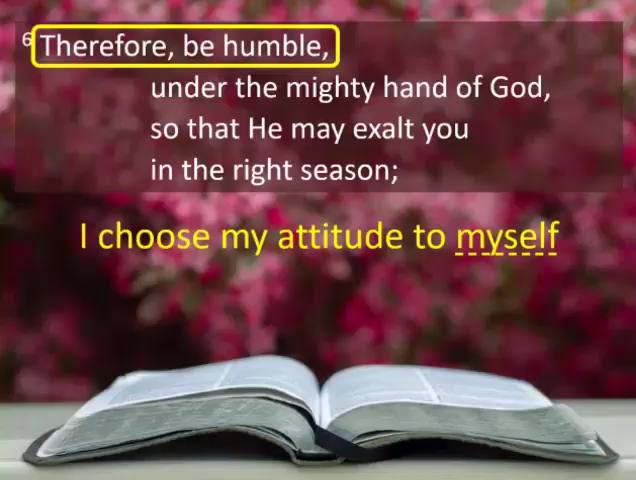 6 Therefore, be humble,
under the mighty hand of God,
so that He may exalt you
in the right season;
I choose my attitude to myself